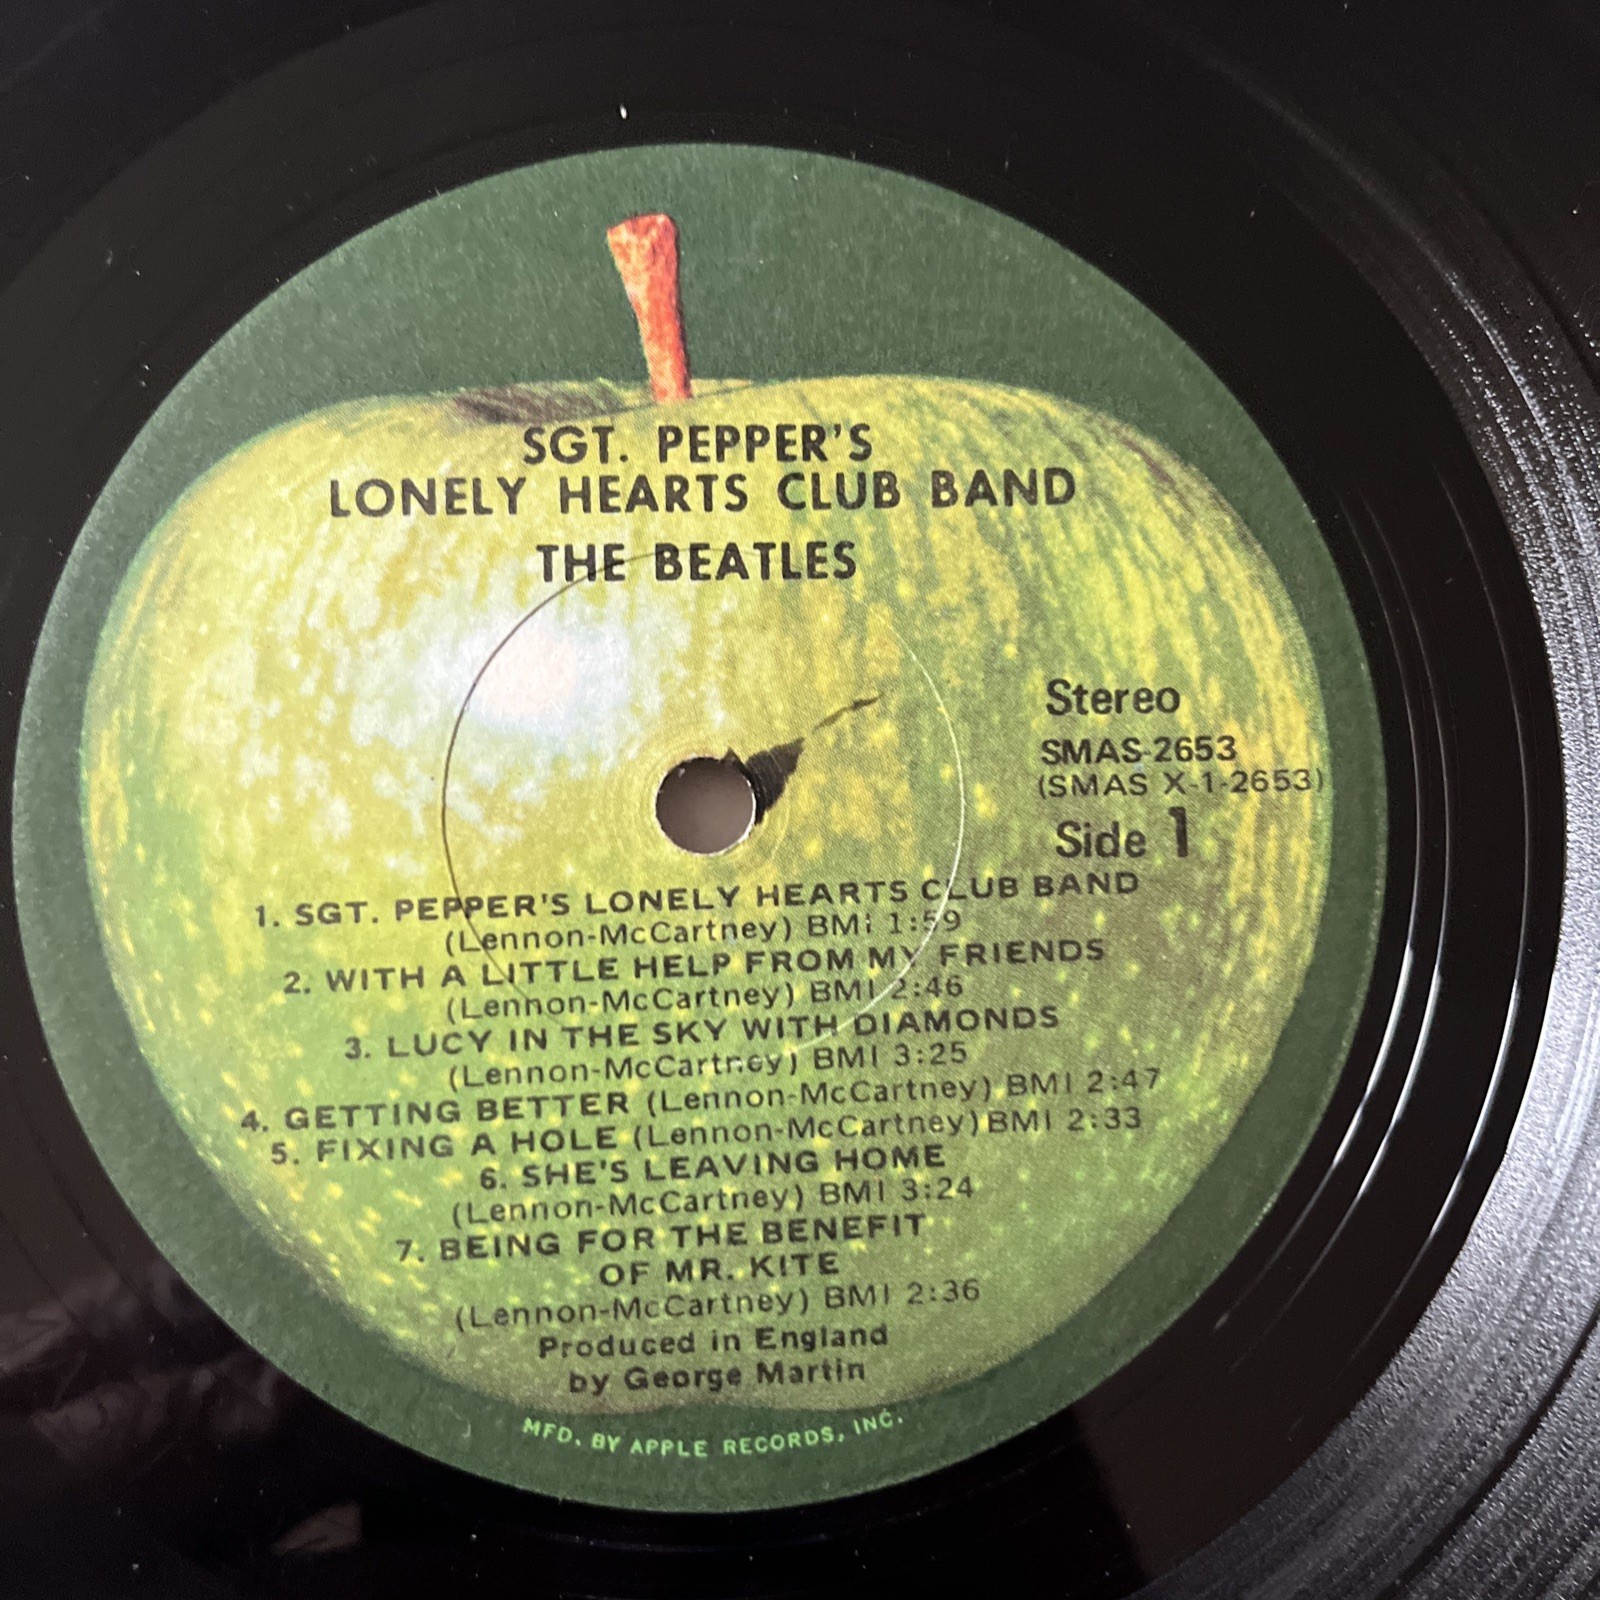 SGT. PEPPER'S
LONELY HEARTS CLUB BAND
THE BEATLES
Stereo
SMAS-2653
(SMAS X-1-2653)
Side 1
1. SGT. PEPPER'S LONELY HEARTS CLUB BAND
(Lennon-McCartney) BMI 1:59
2. WITH A LITTLE HELP FROM MY FRIENDS
(Lennon-McCartney) BMI 2:46
3. LUCY IN THE SKY WITH DIAMONDS
(Lennon-McCartney) BMI 3:25
4. GETTING BETTER (Lennon-McCartney) BMI 2:47
5. FIXING A HOLE (Lennon-McCartney) BMI 2:33
6. SHE'S LEAVING HOME
(Lennon-McCartney) BMI 3:24
7. BEING FOR THE BENEFIT
OF MR. KITE
(Lennon-McCartney) BMI 2:36
Produced in England
by George Martin
MFD. BY APPLE RECORDS, INC.